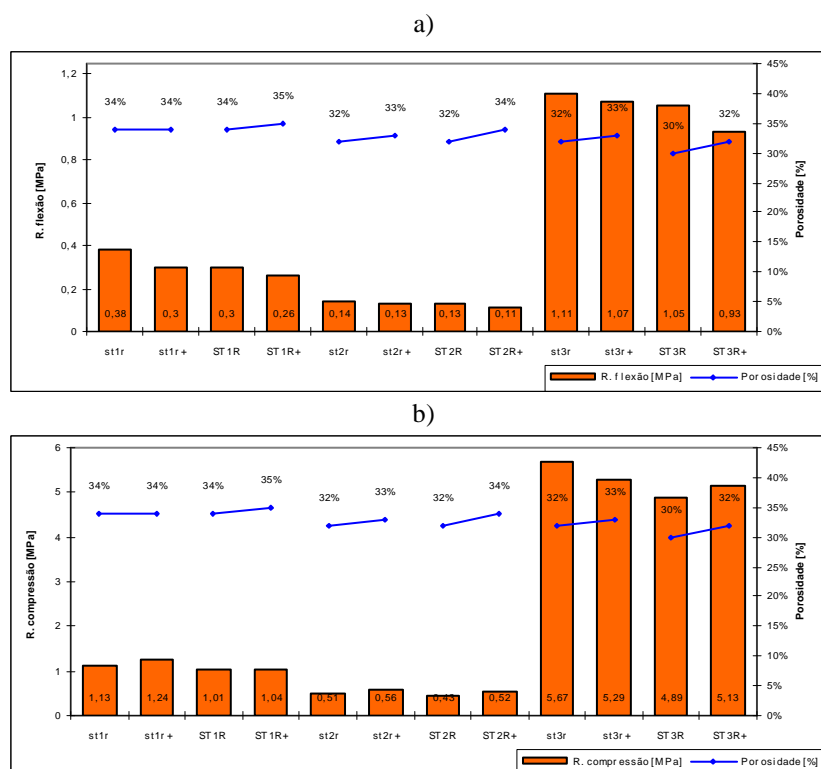 a)
1,2
1
0,8
0,6
0,4
0,2
0
R. flexão [MPa]
34% 34% 34% 35% 32% 33% 32% 34% 32% 33% 30% 32%
0,38 0,3 0,3 0,26 0,14 0,13 0,13 0,11 1,11 1,07 1,05 0,93
st1r st1r+ ST1R ST1R+ st2r st2r+ ST2R ST2R+ st3r st3r+ ST3R ST3R+
45%
40%
35%
30%
25%
20%
15%
10%
5%
0%
Porosidade [%]
R. flexão [MPa] Porosidade [%]
b)
6
5
4
3
2
1
0
R. compressão [MPa]
34% 34% 34% 35% 32% 33% 32% 34% 32% 33% 30% 32%
1,13 1,24 1,01 1,04 0,51 0,56 0,43 0,52 5,67 5,29 4,89 5,13
st1r st1r+ ST1R ST1R+ st2r st2r+ ST2R ST2R+ st3r st3r+ ST3R ST3R+
45%
40%
35%
30%
25%
20%
15%
10%
5%
0%
Porosidade [%]
R. compressão [MPa] Porosidade [%]